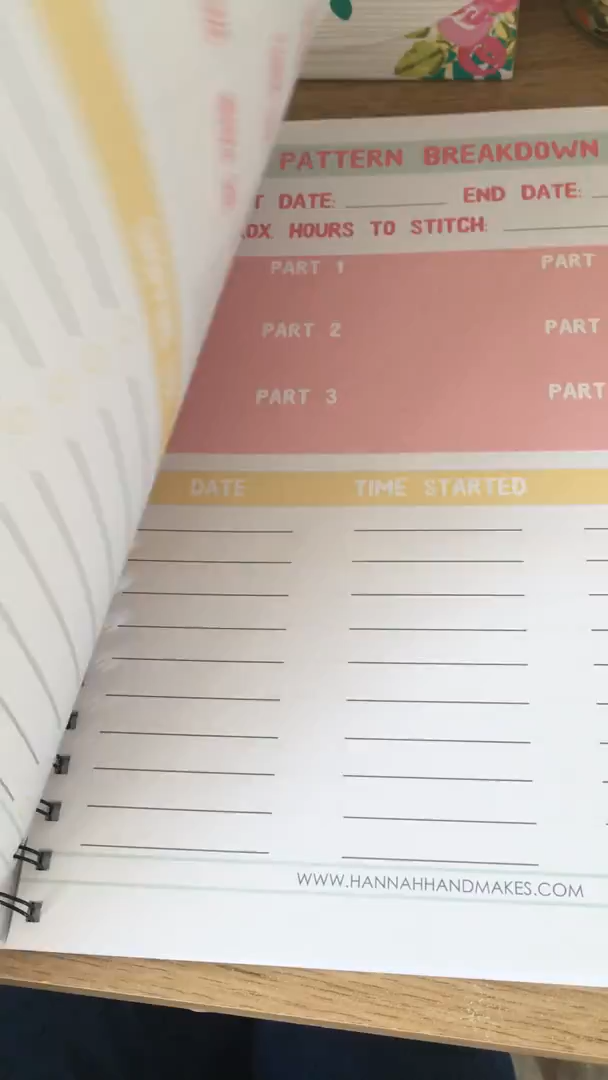 PATTERN BREAKDOWN
T DATE: END DATE:
OX HOURS TO STITCH:
PART 1 PART
PART 2 PART
PART 3 PART
DATE TIME STARTED
WWW.HANNAHHANDMAKES.COM